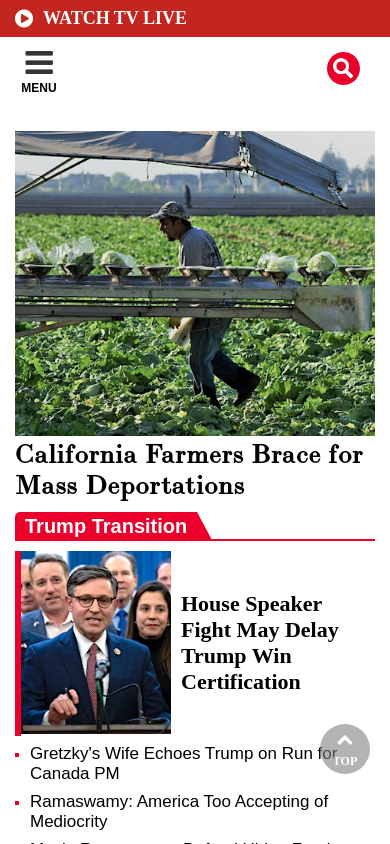 WATCH TV LIVE
MENU
California Farmers Brace for
Mass Deportations
Trump Transition
House Speaker
Fight May Delay
Trump Win
Certification
Gretzky's Wife Echoes Trump on Run for
Canada PM
TOP
Ramaswamy: America Too Accepting of
Mediocrity